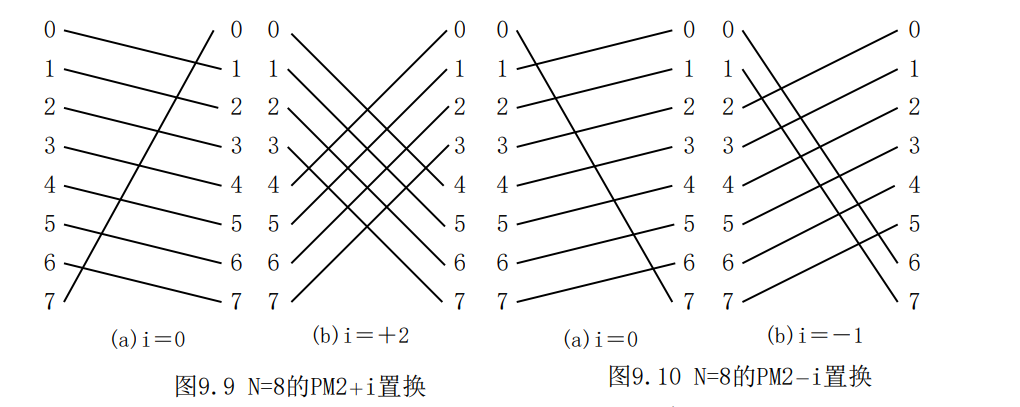 0 0 0 0 0 0 0 0
1 1 1 1 1 1 1 1
2 2 2 2 2 2 2 2
3 3 3 3 3 3 3 3
4 4 4 4 4 4 4 4
5 5 5 5 5 5 5 5
6 6 6 6 6 6 6 6
7 7 7 7 7 7 7 7
(a)i=0 (b)i=+2 (a)i=0 (b)i=-1
图9.9 N=8的PM2+i置换
图9.10 N=8的PM2-i置换